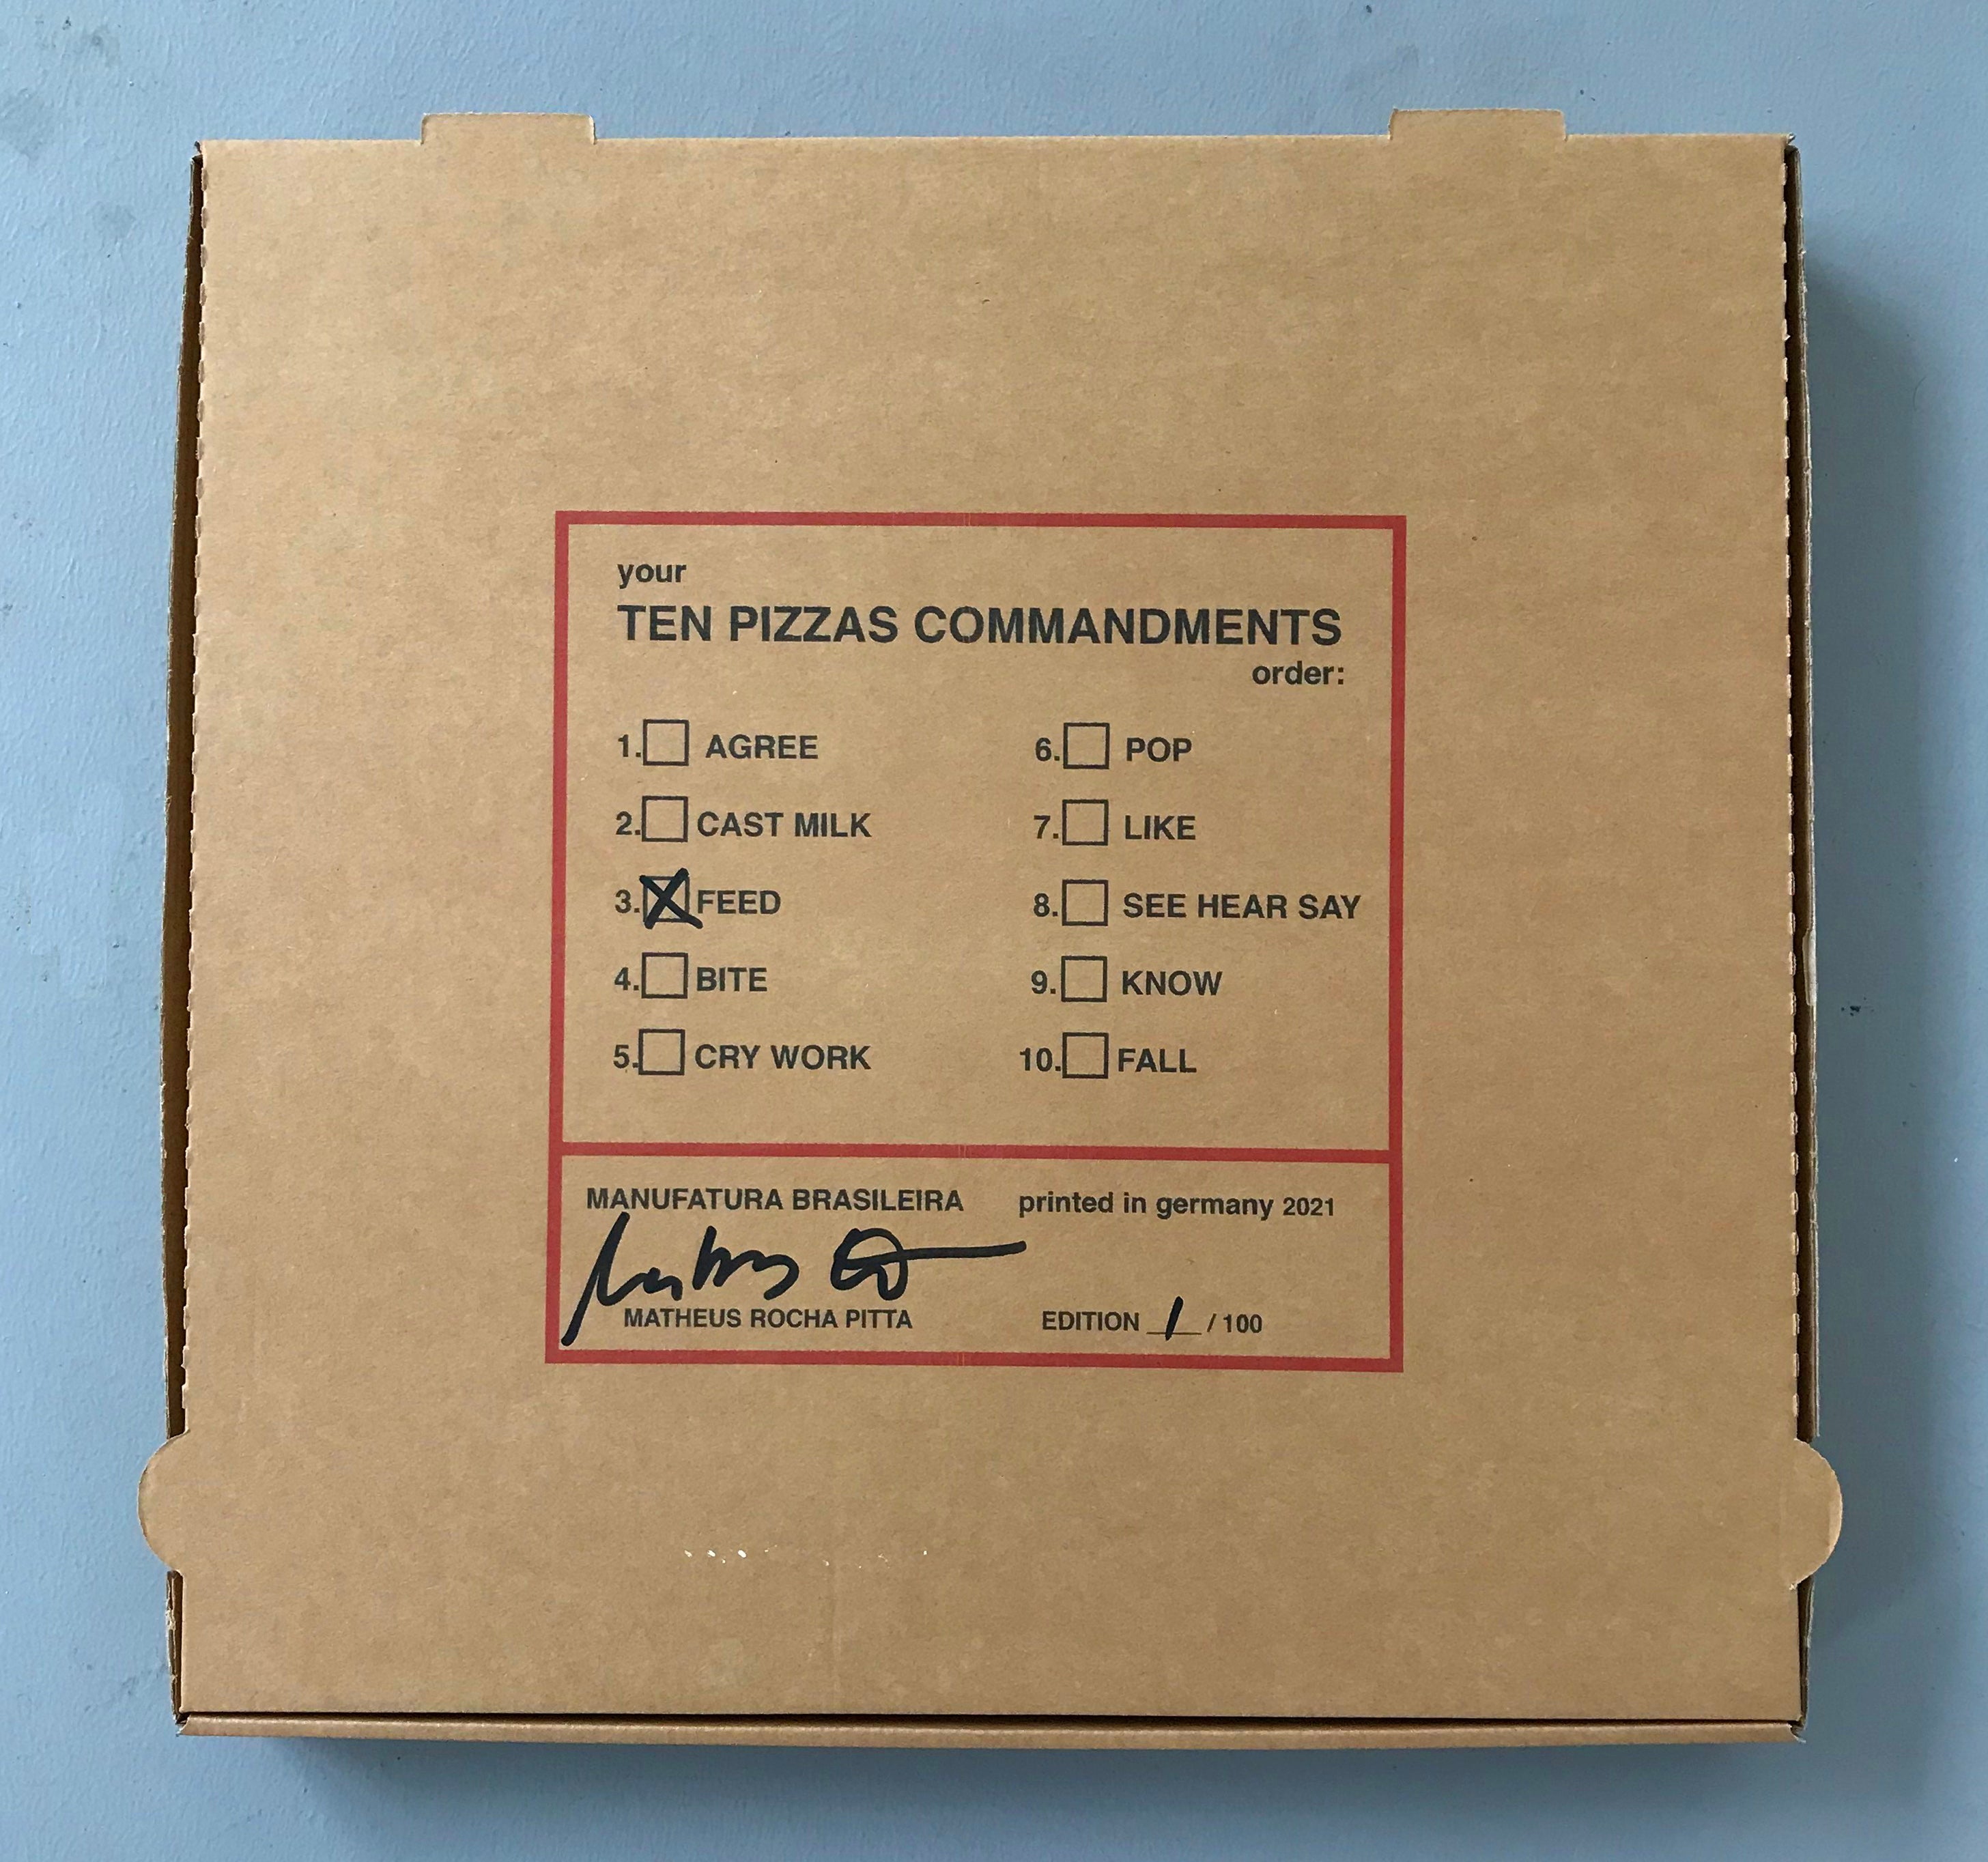 your
TEN PIZZAS COMMANDMENTS
order:
1. AGREE
2. CAST MILK
3. X FEED
4. BITE
5. CRY WORK
6. POP
7. LIKE
8. SEE HEAR SAY
9. KNOW
10. FALL
MANUFATURA BRASILEIRA
printed in germany 2021
MATHEUS ROCHA PITTA
EDITION 1 / 100